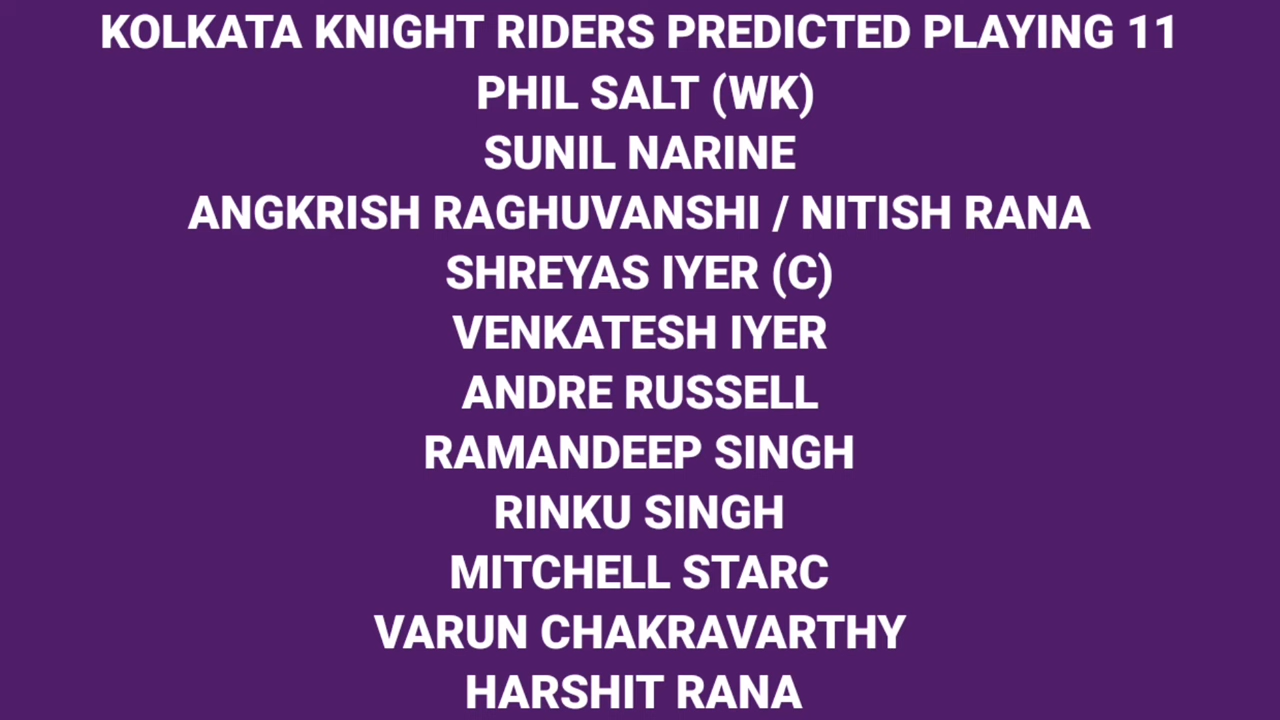 KOLKATA KNIGHT RIDERS PREDICTED PLAYING 11
PHIL SALT (WK)
SUNIL NARINE
ANGKRISH RAGHUVANSHI / NITISH RANA
SHREYAS IYER (C)
VENKATESH IYER
ANDRE RUSSELL
RAMANDEEP SINGH
RINKU SINGH
MITCHELL STARC
VARUN CHAKRAVARTHY
HARSHIT RANA